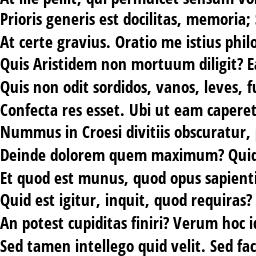 At ille pellit, qui permulcet sensum vo
Prioris generis est docilitas, memoria;
At certe gravius. Oratio me istius philo
Quis Aristidem non mortuum diligit? Ea
Quis non odit sordidos, vanos, leves, fu
Confecta res esset. Ubi ut eam caperet
Nummus in Croesi divitiis obscuratur,
Deinde dolorem quem maximum? Quid
Et quod est munus, quod opus sapienti
Quid est igitur, inquit, quod requiras?
An potest cupiditas finiri? Verum hoc id
Sed tamen intellego quid velit. Sed fac